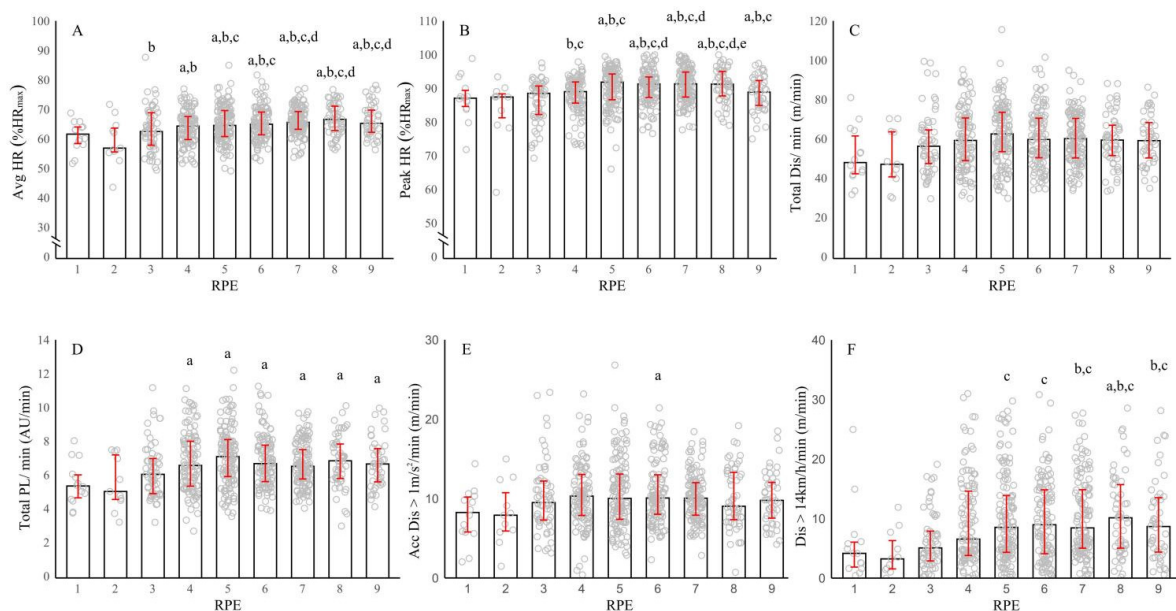 A
Avg HR (%HRmax)
100
90
80
70
60
50
40
30
0
b
a,b
a,b,c
a,b,c
a,b,c,d
a,b,c,d
a,b,c,d
1 2 3 4 5 6 7 8 9
RPE
B
Peak HR (%HRmax)
110
100
90
80
70
60
50
0
b,c
a,b,c
a,b,c,d
a,b,c,d
a,b,c,d,e
a,b,c
1 2 3 4 5 6 7 8 9
RPE
C
Total Dis/ min (m/min)
120
100
80
60
40
20
0
1 2 3 4 5 6 7 8 9
RPE
D
Total PL/ min (AU/min)
14
12
10
8
6
4
2
0
a a a a a a
1 2 3 4 5 6 7 8 9
RPE
E
Acc Dis > 1m/s²/min (m/min)
30
20
10
0
a
1 2 3 4 5 6 7 8 9
RPE
F
Dis > 14km/h/min (m/min)
40
30
20
10
0
c
c
b,c
a,b,c
b,c
1 2 3 4 5 6 7 8 9
RPE